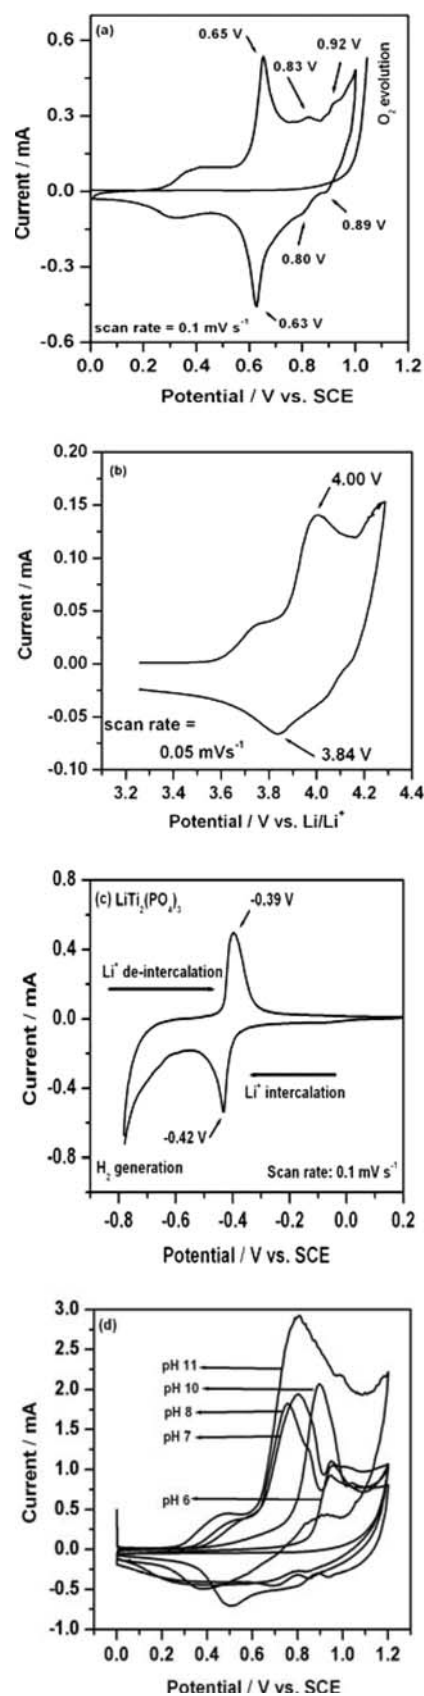 (a)
0.65 V
0.83 V
0.92 V
O2 evolution
0.6
0.3
0.0
-0.3
-0.6
Current / mA
0.89 V
0.80 V
0.63 V
scan rate = 0.1 mV s-1
0.0 0.2 0.4 0.6 0.8 1.0 1.2
Potential / V vs. SCE
(b)
4.00 V
0.20
0.15
0.10
0.05
0.00
-0.05
-0.10
Current / mA
scan rate =
0.05 mVs-1
3.84 V
3.2 3.4 3.6 3.8 4.0 4.2 4.4
Potential / V vs. Li/Li+
(c) LiTi2(PO4)3
-0.39 V
0.8
0.4
0.0
-0.4
-0.8
Current / mA
Li+ de-intercalation
Li+ intercalation
-0.42 V
H2 generation
Scan rate: 0.1 mV s-1
-0.8 -0.6 -0.4 -0.2 0.0 0.2
Potential / V vs. SCE
(d)
3.0
2.5
2.0
1.5
1.0
0.5
0.0
-0.5
-1.0
Current / mA
pH 11
pH 10
pH 8
pH 7
pH 6
0.0 0.2 0.4 0.6 0.8 1.0 1.2
Potential / V vs. SCE